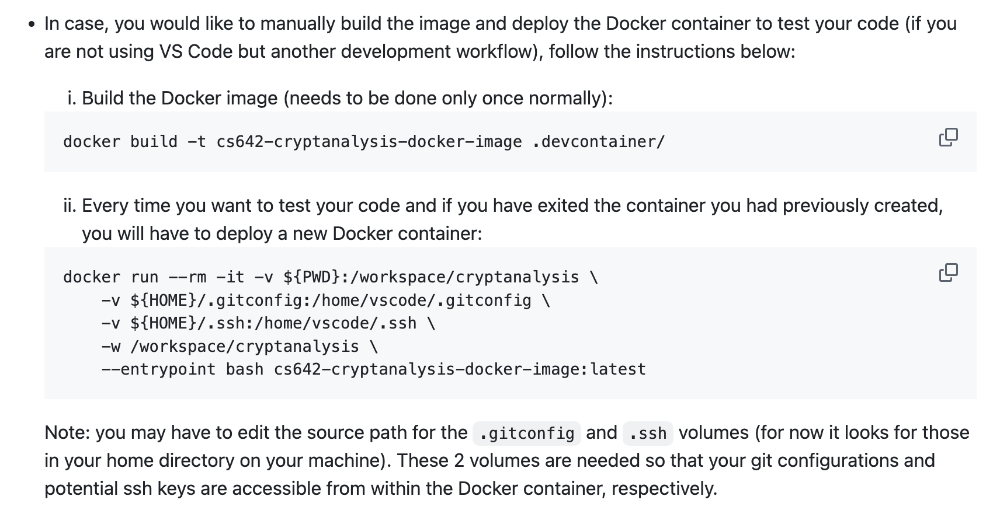 • In case, you would like to manually build the image and deploy the Docker container to test your code (if you
are not using VS Code but another development workflow), follow the instructions below:
i. Build the Docker image (needs to be done only once normally):
docker build -t cs642-cryptanalysis-docker-image .devcontainer/
ii. Every time you want to test your code and if you have exited the container you had previously created,
you will have to deploy a new Docker container:
docker run --rm -it -v ${PWD}:/workspace/cryptanalysis \
    -v ${HOME}/.gitconfig:/home/vscode/.gitconfig \
    -v ${HOME}/.ssh:/home/vscode/.ssh \
    -w /workspace/cryptanalysis \
    --entrypoint bash cs642-cryptanalysis-docker-image:latest
Note: you may have to edit the source path for the .gitconfig and .ssh volumes (for now it looks for those
in your home directory on your machine). These 2 volumes are needed so that your git configurations and
potential ssh keys are accessible from within the Docker container, respectively.